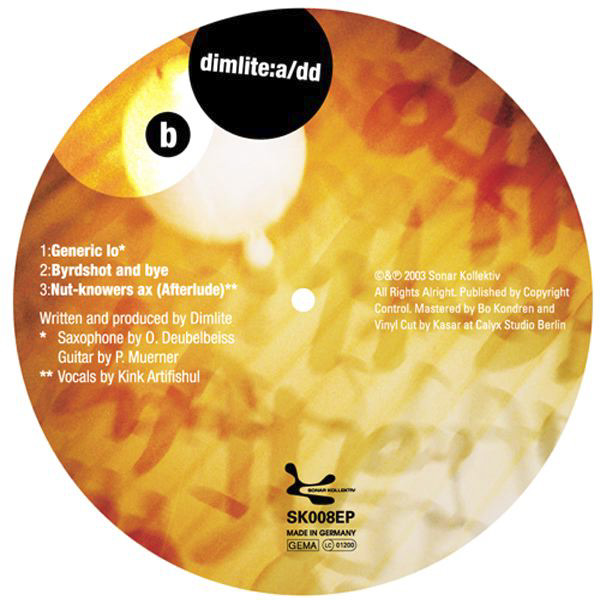 dimlite:a/dd
b
1:Generic Io*
2:Byrdshot and bye
3:Nut-knowers ax (Afterlude)**
Written and produced by Dimlite
* Saxophone by O. Deubelbeiss
Guitar by P. Muerner
** Vocals by Kink Artifishul
©&℗ 2003 Sonar Kollektiv
All Rights Alright. Published by Copyright
Control. Mastered by Bo Kondren and
Vinyl Cut by Kasar at Calyx Studio Berlin
SONAR KOLLEKTIV
SK008EP
MADE IN GERMANY
GEMA LC 01200